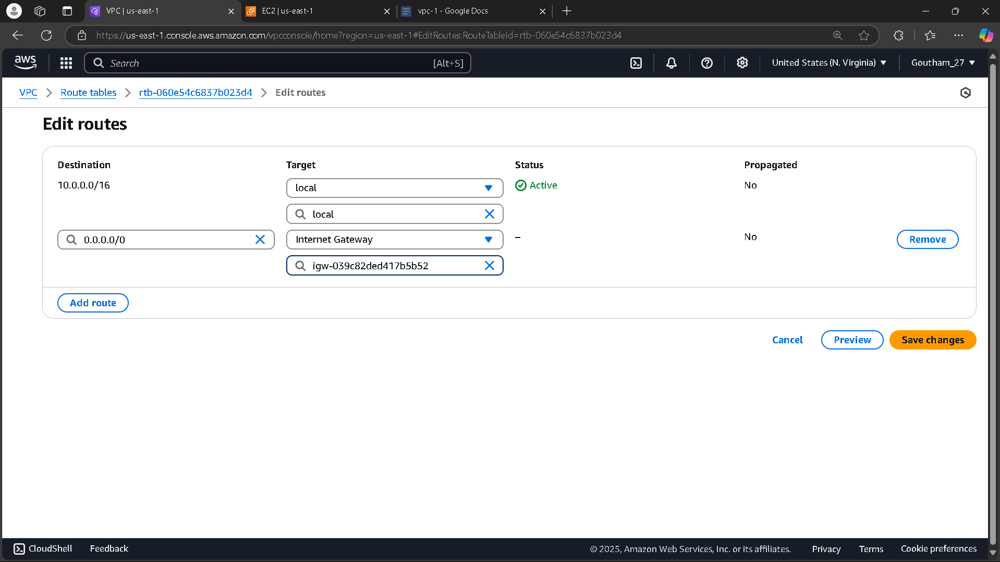 VPC | us-east-1
EC2 | us-east-1
vpc-1 - Google Docs
https://us-east-1.console.aws.amazon.com/vpcconsole/home?region=us-east-1#EditRoutes:RouteTableId=rtb-060e54c6837b023d4
aws
Search
[Alt+S]
United States (N. Virginia)
Goutham_27
VPC
Route tables
rtb-060e54c6837b023d4
Edit routes
Edit routes
Destination
Target
Status
Propagated
10.0.0.0/16
local
Active
No
local
0.0.0.0/0
Internet Gateway
–
No
Remove
igw-039c82ded417b5b52
Add route
Cancel
Preview
Save changes
CloudShell
Feedback
© 2025, Amazon Web Services, Inc. or its affiliates.
Privacy
Terms
Cookie preferences